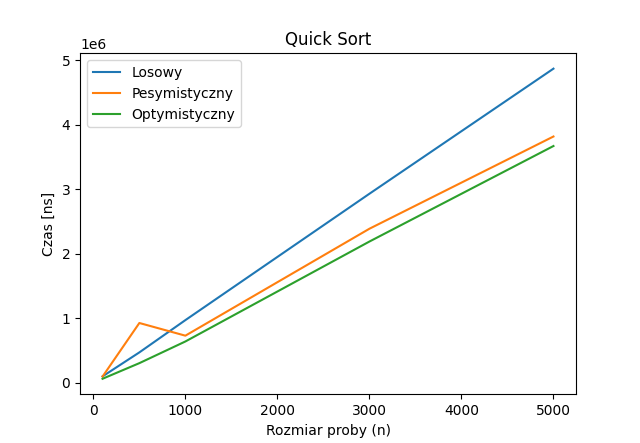 Quick Sort
1e6
Losowy
Pesymistyczny
Optymistyczny
5
4
3
2
1
0
Czas [ns]
0 1000 2000 3000 4000 5000
Rozmiar proby (n)